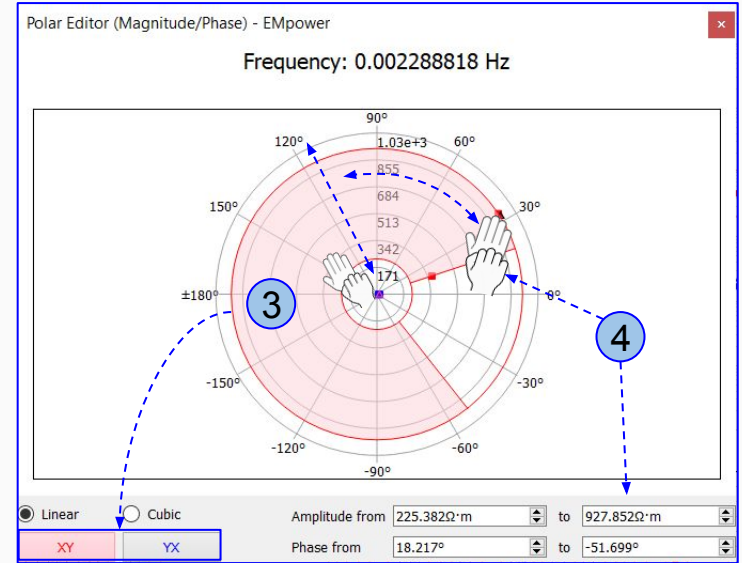 Polar Editor (Magnitude/Phase) - EMpower
×
Frequency: 0.002288818 Hz
90°
120°
1.03e+3
60°
855
684
150°
30°
513
342
171
±180°
3
0°
4
-150°
-30°
-120°
-60°
-90°
Linear
Cubic
Amplitude from 225.382Ω·m to 927.852Ω·m
XY
YX
Phase from 18.217° to -51.699°